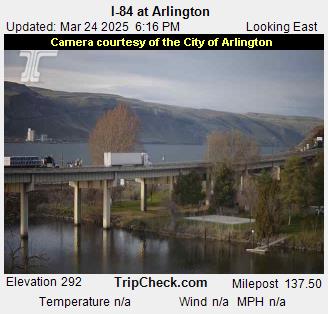 I-84 at Arlington
Updated: Mar 24 2025 6:16 PM Looking East
Camera courtesy of the City of Arlington
Elevation 292 TripCheck.com Milepost 137.50
Temperature n/a Wind n/a MPH n/a